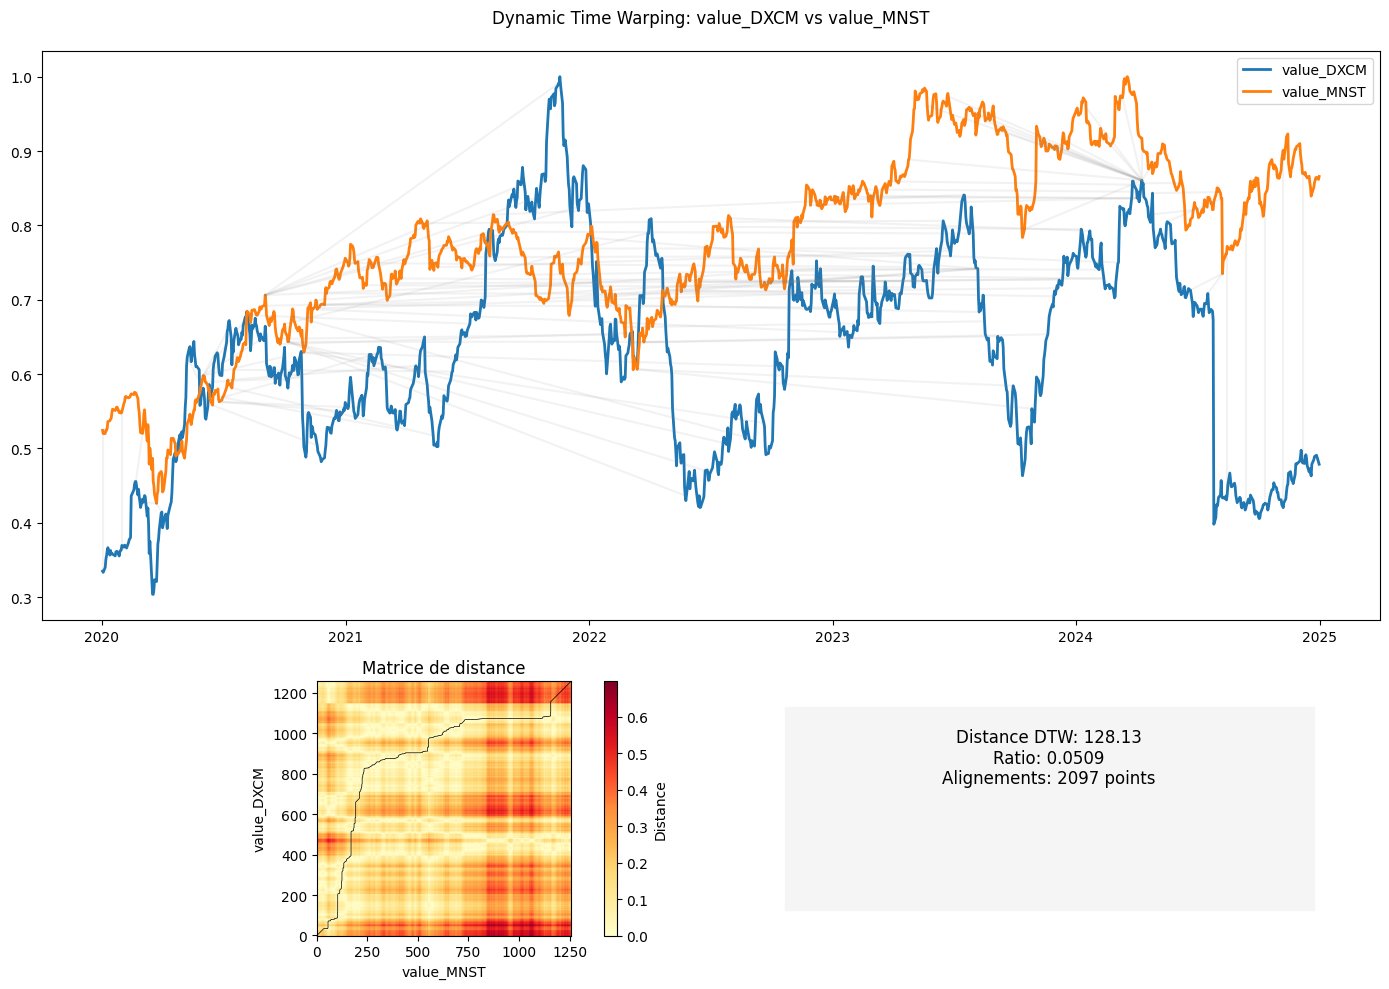 Dynamic Time Warping: value_DXCM vs value_MNST
value_DXCM
value_MNST
1.0
0.9
0.8
0.7
0.6
0.5
0.4
0.3
2020 2021 2022 2023 2024 2025
Matrice de distance
value_DXCM
1200
1000
800
600
400
200
0
0 250 500 750 1000 1250
value_MNST
0.6
0.5
0.4
0.3
0.2
0.1
0.0
Distance
Distance DTW: 128.13
Ratio: 0.0509
Alignements: 2097 points